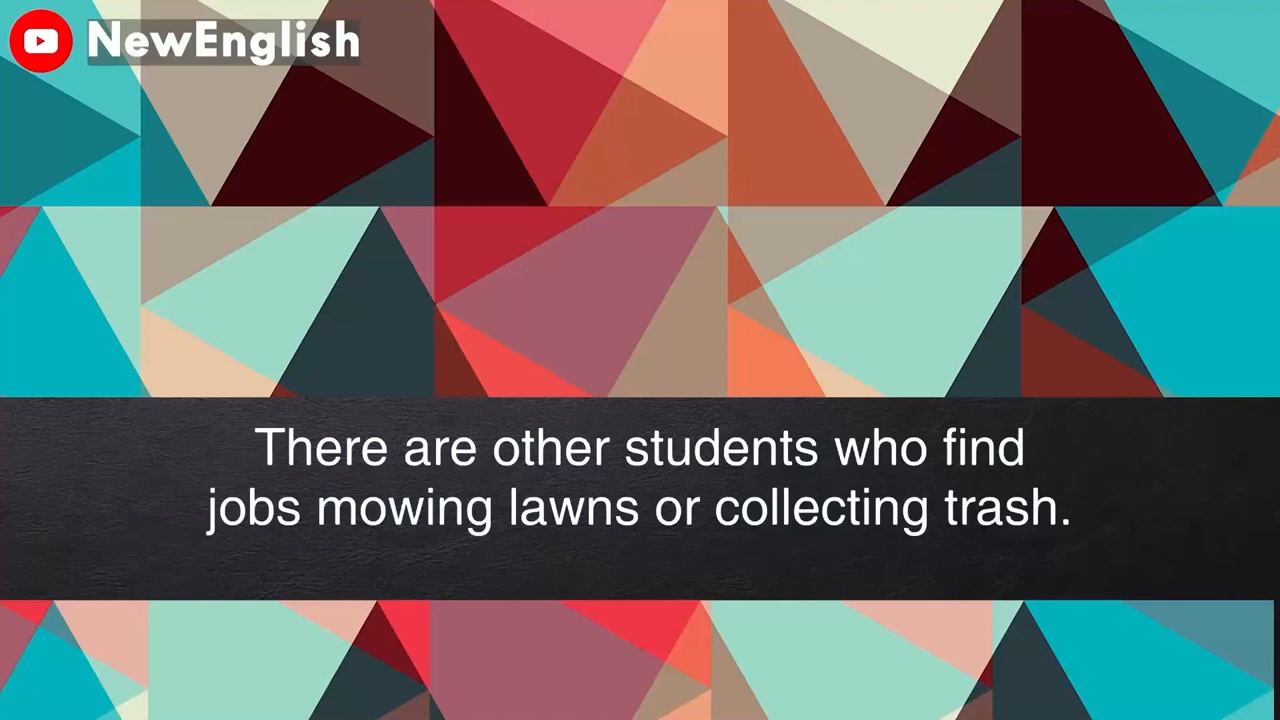 NewEnglish
There are other students who find
jobs mowing lawns or collecting trash.